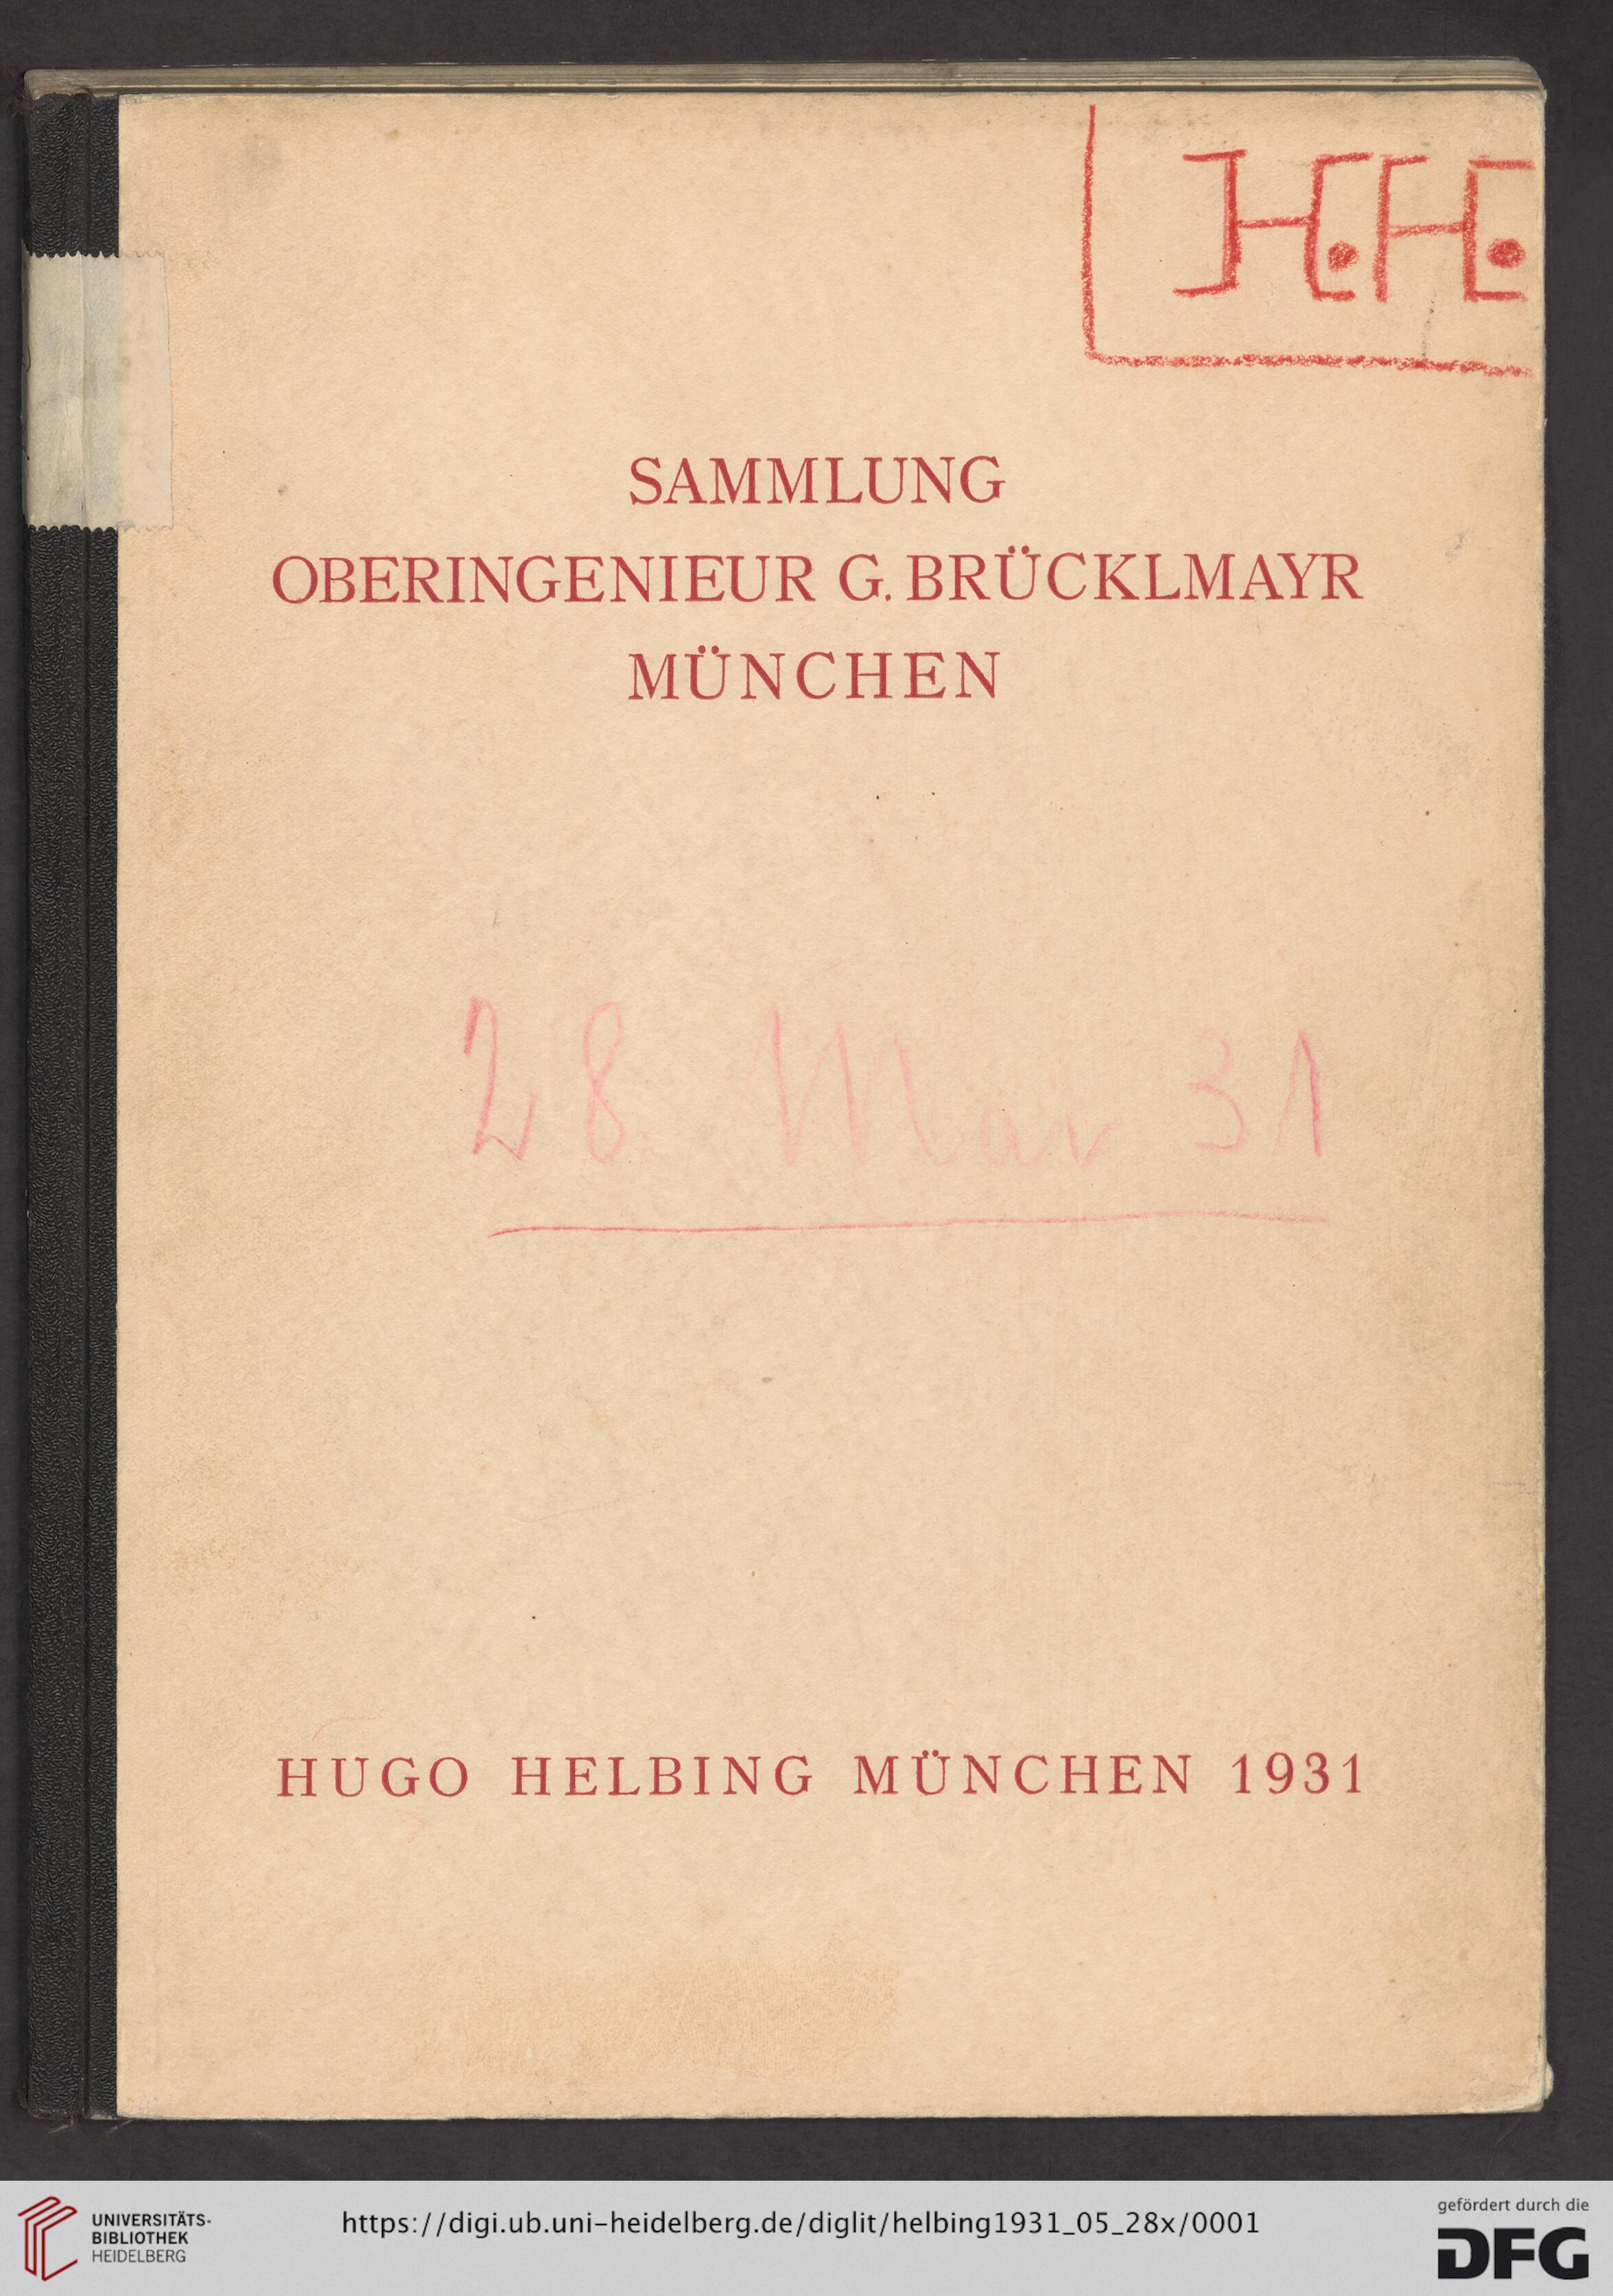 H.H.
SAMMLUNG
OBERINGENIEUR G. BRÜCKLMAYR
MÜNCHEN
28 Mai 31
HUGO HELBING MÜNCHEN 1931
UNIVERSITÄTS-
BIBLIOTHEK
HEIDELBERG
https://digi.ub.uni-heidelberg.de/diglit/helbing1931_05_28x/0001
gefördert durch die
DFG